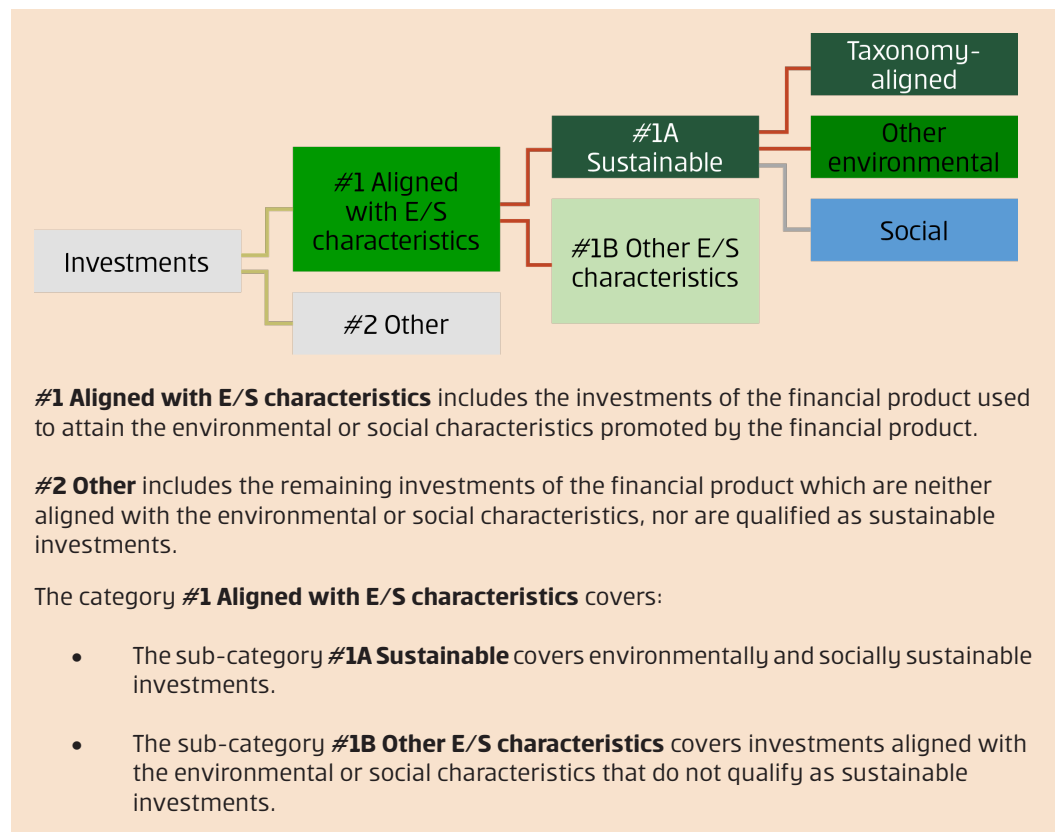 Taxonomy-
aligned
#1A
Sustainable
Other
environmental
#1 Aligned
with E/S
characteristics
Social
#1B Other E/S
characteristics
Investments
#2 Other
#1 Aligned with E/S characteristics includes the investments of the financial product used
to attain the environmental or social characteristics promoted by the financial product.
#2 Other includes the remaining investments of the financial product which are neither
aligned with the environmental or social characteristics, nor are qualified as sustainable
investments.
The category #1 Aligned with E/S characteristics covers:
• The sub-category #1A Sustainable covers environmentally and socially sustainable
investments.
• The sub-category #1B Other E/S characteristics covers investments aligned with
the environmental or social characteristics that do not qualify as sustainable
investments.